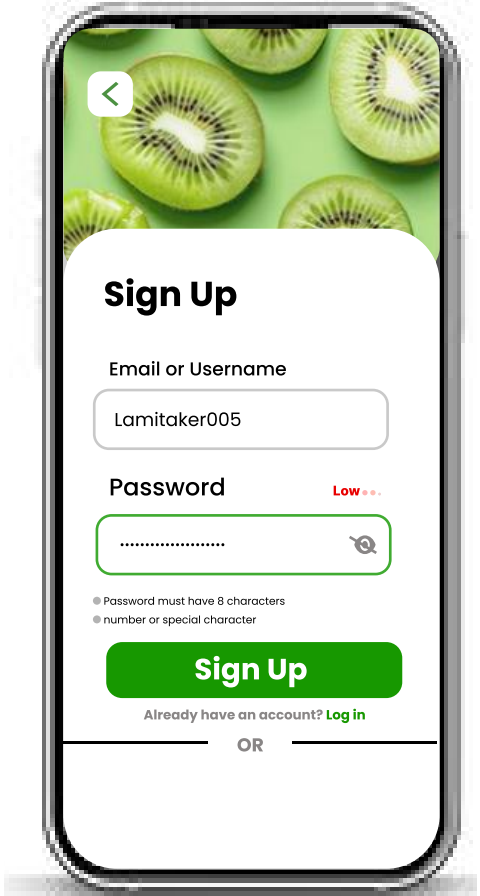 Sign Up
Email or Username
Lamitaker005
Password
Low
Password must have 8 characters
number or special character
Sign Up
Already have an account? Log in
OR